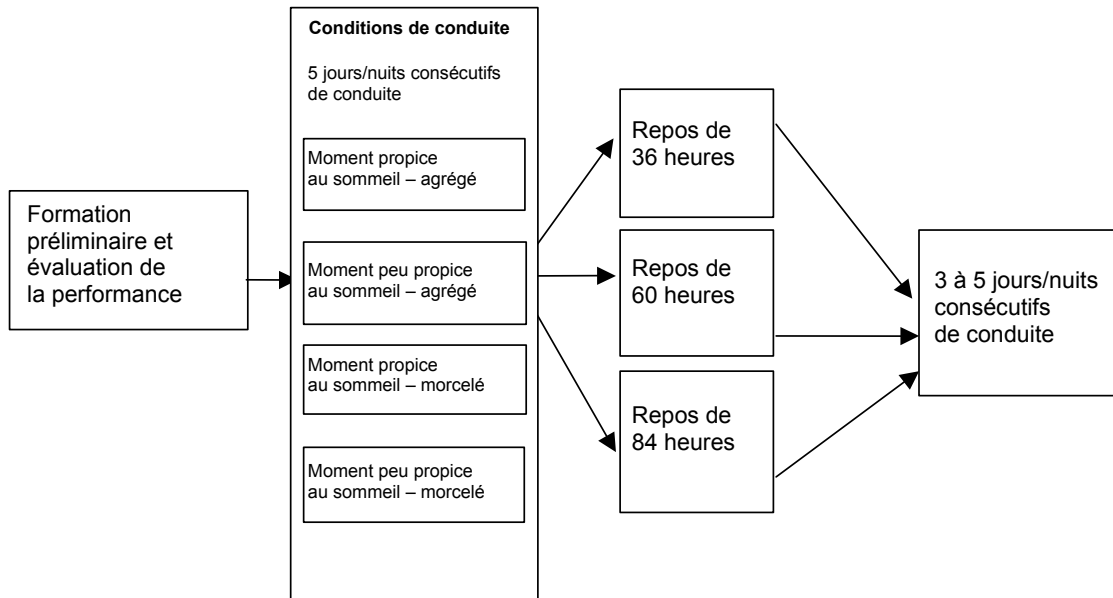 Formation
préliminaire et
évaluation de
la performance
Conditions de conduite
5 jours/nuits consécutifs
de conduite
Moment propice
au sommeil – agrégé
Moment peu propice
au sommeil – agrégé
Moment propice
au sommeil – morcelé
Moment peu propice
au sommeil – morcelé
Repos de
36 heures
Repos de
60 heures
Repos de
84 heures
3 à 5 jours/nuits
consécutifs
de conduite